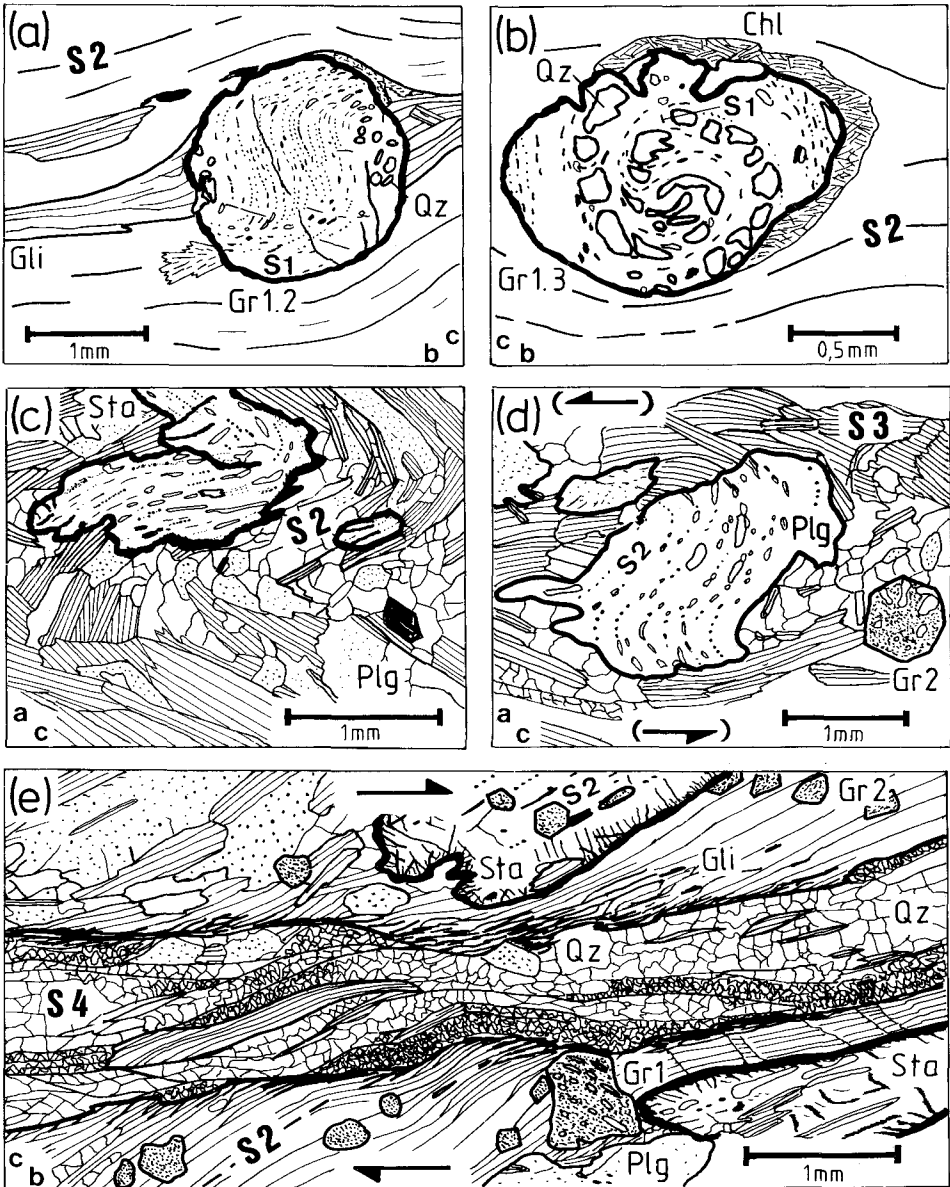 (a)
S2
S1
Qz
Gli
Gr1.2
1mm
b c
(b)
Chl
Qz
S1
S2
Gr1.3
c b
0,5mm
(c)
Sta
S2
Plg
a c
1mm
(d)
S3
S2
Plg
Gr2
a c
1mm
(e)
S2
Gr2
Sta
Gli
Qz
Qz
S4
Gr1
Sta
S2
Plg
c b
1mm